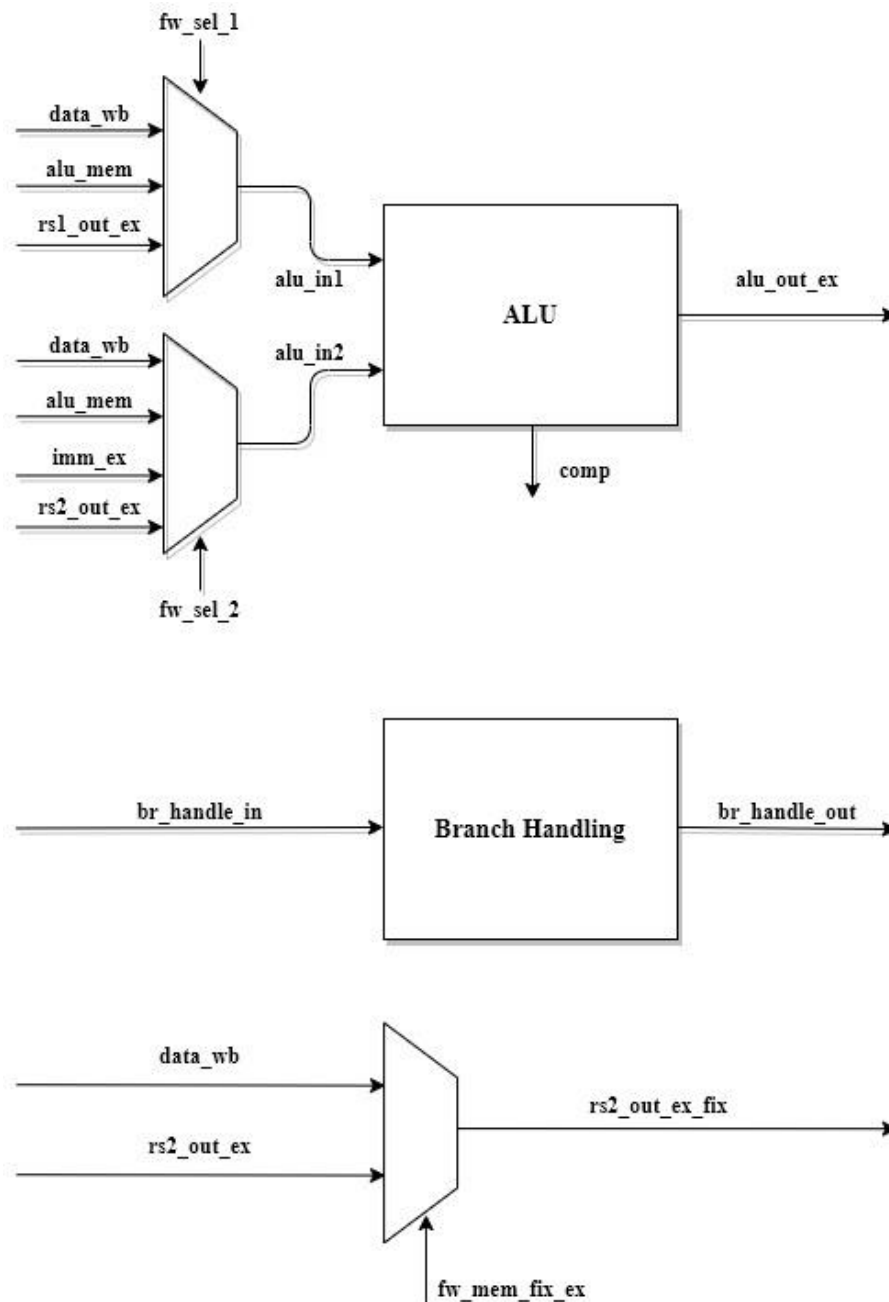 fw_sel_1
data_wb
alu_mem
rs1_out_ex
alu_in1
ALU
alu_out_ex
data_wb
alu_in2
alu_mem
imm_ex
comp
rs2_out_ex
fw_sel_2
br_handle_in
Branch Handling
br_handle_out
data_wb
rs2_out_ex
rs2_out_ex_fix
fw_mem_fix_ex